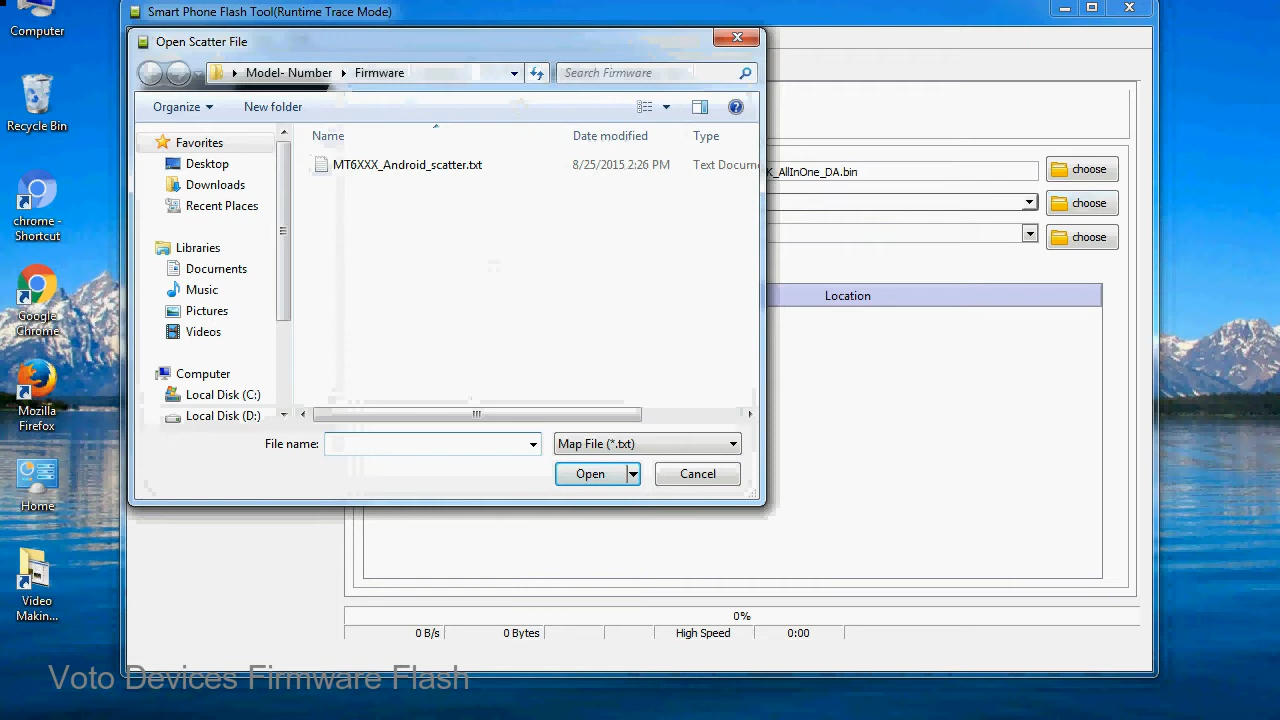 Computer
Recycle Bin
chrome -
Shortcut
Google
Chrome
Mozilla
Firefox
Home
Video
Makin...
Smart Phone Flash Tool(Runtime Trace Mode)
Open Scatter File
Model- Number
Firmware
Search Firmware
Organize
New folder
Favorites
Desktop
Downloads
Recent Places
Libraries
Documents
Music
Pictures
Videos
Computer
Local Disk (C:)
Local Disk (D:)
Name
Date modified
Type
MT6XXX_Android_scatter.txt
8/25/2015 2:26 PM
Text Docum
File name:
Map File (*.txt)
Open
Cancel
K_AllInOne_DA.bin
choose
choose
choose
Location
0%
0 B/s
0 Bytes
High Speed
0:00
Voto Devices Firmware Flash